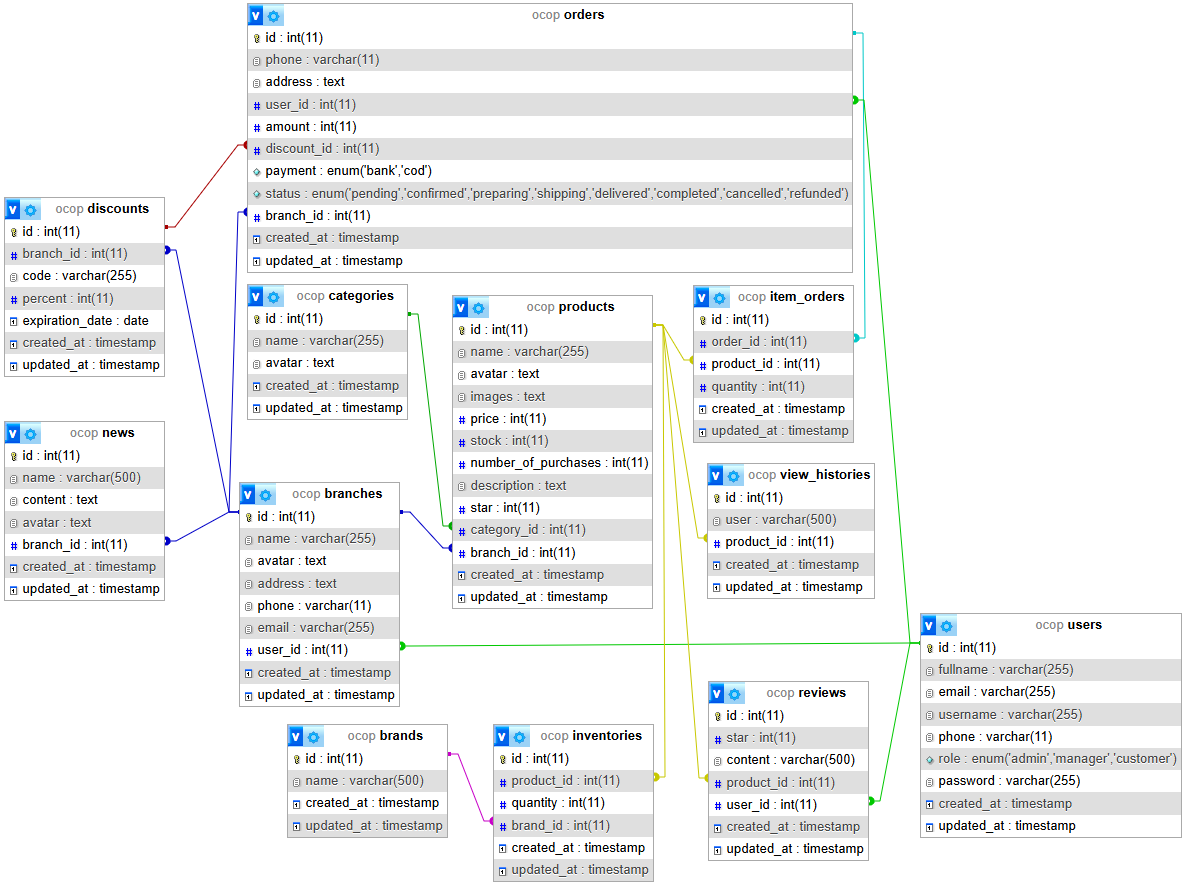 ocop orders
id : int(11)
phone : varchar(11)
address : text
user_id : int(11)
amount : int(11)
discount_id : int(11)
payment : enum('bank','cod')
status : enum('pending','confirmed','preparing','shipping','delivered','completed','cancelled','refunded')
branch_id : int(11)
created_at : timestamp
updated_at : timestamp
ocop discounts
id : int(11)
branch_id : int(11)
code : varchar(255)
percent : int(11)
expiration_date : date
created_at : timestamp
updated_at : timestamp
ocop categories
id : int(11)
name : varchar(255)
avatar : text
created_at : timestamp
updated_at : timestamp
ocop products
id : int(11)
name : varchar(255)
avatar : text
images : text
price : int(11)
stock : int(11)
number_of_purchases : int(11)
description : text
star : int(11)
category_id : int(11)
branch_id : int(11)
created_at : timestamp
updated_at : timestamp
ocop item_orders
id : int(11)
order_id : int(11)
product_id : int(11)
quantity : int(11)
created_at : timestamp
updated_at : timestamp
ocop news
id : int(11)
name : varchar(500)
content : text
avatar : text
branch_id : int(11)
created_at : timestamp
updated_at : timestamp
ocop branches
id : int(11)
name : varchar(255)
avatar : text
address : text
phone : varchar(11)
email : varchar(255)
user_id : int(11)
created_at : timestamp
updated_at : timestamp
ocop view_histories
id : int(11)
user : varchar(500)
product_id : int(11)
created_at : timestamp
updated_at : timestamp
ocop users
id : int(11)
fullname : varchar(255)
email : varchar(255)
username : varchar(255)
phone : varchar(11)
role : enum('admin','manager','customer')
password : varchar(255)
created_at : timestamp
updated_at : timestamp
ocop brands
id : int(11)
name : varchar(500)
created_at : timestamp
updated_at : timestamp
ocop inventories
id : int(11)
product_id : int(11)
quantity : int(11)
brand_id : int(11)
created_at : timestamp
updated_at : timestamp
ocop reviews
id : int(11)
star : int(11)
content : varchar(500)
product_id : int(11)
user_id : int(11)
created_at : timestamp
updated_at : timestamp